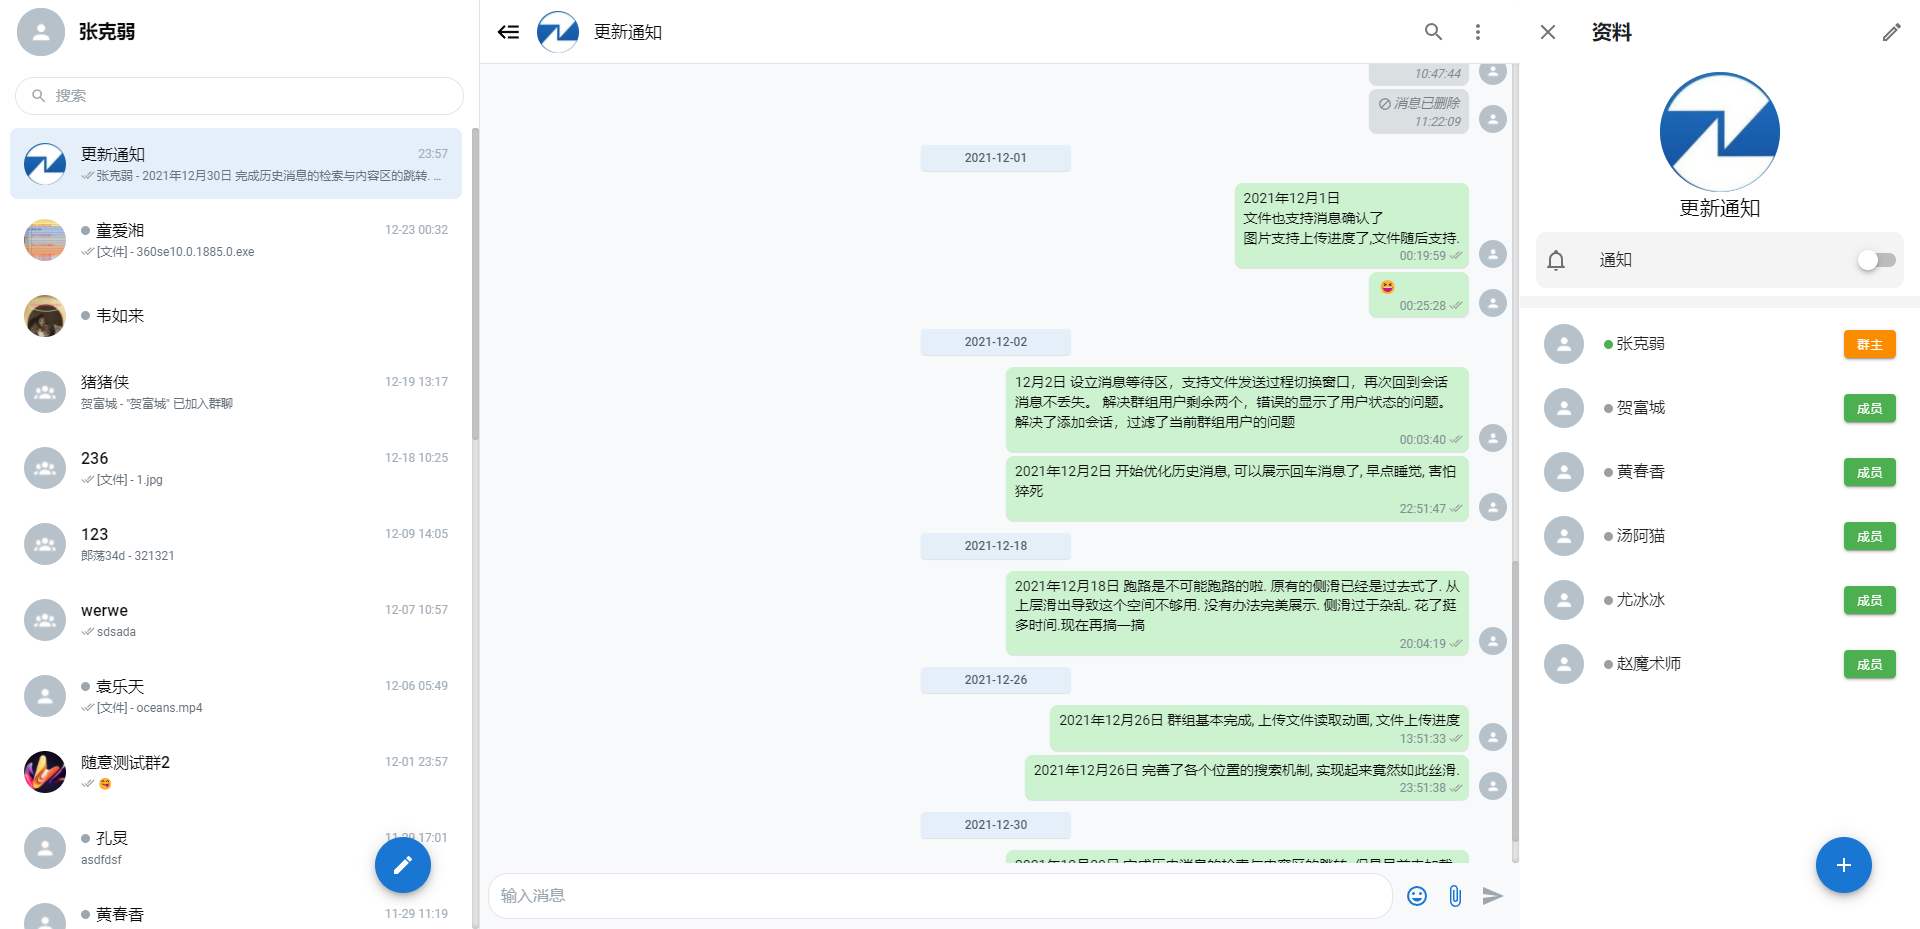 张克弱
搜索
更新通知
23:57
张克弱 - 2021年12月30日 完成历史消息的检索与内容区的跳转. ...
童爱湘
12-23 00:32
[文件] - 360se10.0.1885.0.exe
韦如来
猪猪侠
12-19 13:17
贺富城 - "贺富城" 已加入群聊
236
12-18 10:25
[文件] - 1.jpg
123
12-09 14:05
郎荡34d - 321321
werwe
12-07 10:57
sdsada
袁乐天
12-06 05:49
[文件] - oceans.mp4
随意测试群2
12-01 23:57
孔炅
17:01
asdfdsf
黄春香
11-29 11:19
更新通知
10:47:44
消息已删除
11:22:09
2021-12-01
2021年12月1日
文件也支持消息确认了
图片支持上传进度了,文件随后支持.
00:19:59
00:25:28
2021-12-02
12月2日 设立消息等待区，支持文件发送过程切换窗口，再次回到会话
消息不丢失。 解决群组用户剩余两个，错误的显示了用户状态的问题。
解决了添加会话，过滤了当前群组用户的问题
00:03:40
2021年12月2日 开始优化历史消息, 可以展示回车消息了, 早点睡觉, 害怕
猝死
22:51:47
2021-12-18
2021年12月18日 跑路是不可能跑路的啦. 原有的侧滑已经是过去式了. 从
上层滑出导致这个空间不够用. 没有办法完美展示. 侧滑过于杂乱. 花了挺
多时间.现在再搞一搞
20:04:19
2021-12-26
2021年12月26日 群组基本完成, 上传文件读取动画, 文件上传进度
13:51:33
2021年12月26日 完善了各个位置的搜索机制, 实现起来竟然如此丝滑.
23:51:38
2021-12-30
输入消息
资料
更新通知
通知
张克弱
群主
贺富城
成员
黄春香
成员
汤阿猫
成员
尤冰冰
成员
赵魔术师
成员